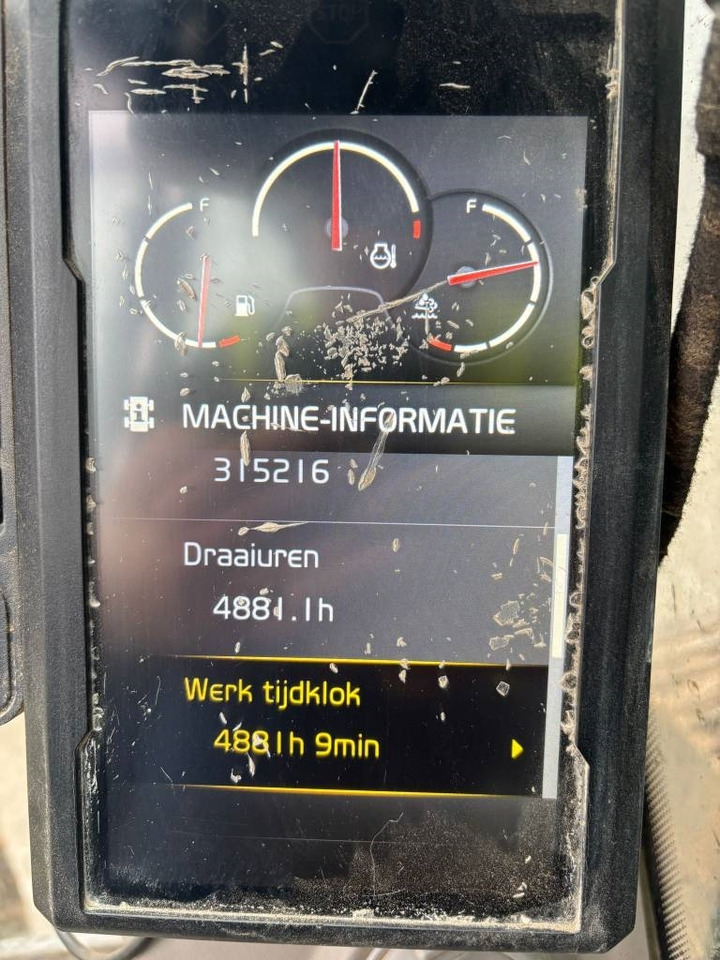 F
F
MACHINE-INFORMATIE
315216
Draaiuren
4881.1h
Werk tijdklok
4881h 9min